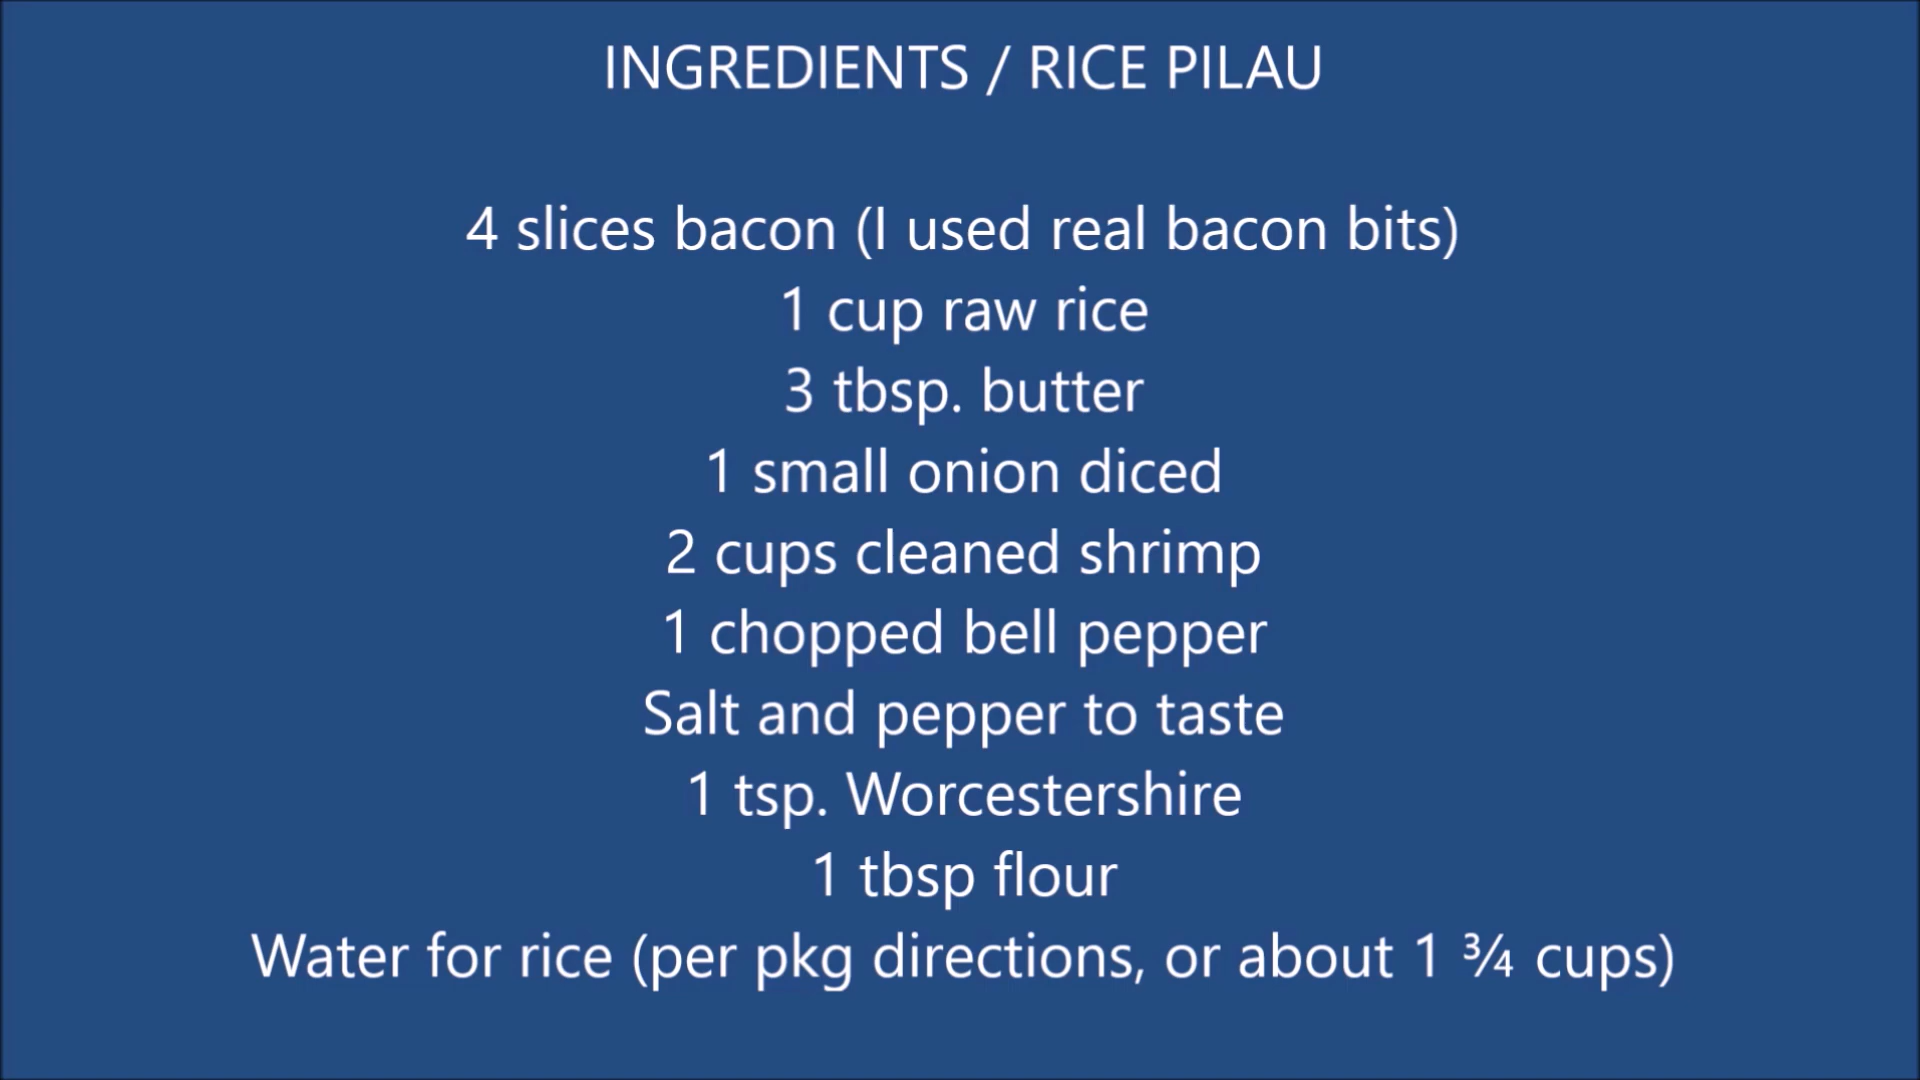 INGREDIENTS / RICE PILAU
4 slices bacon (I used real bacon bits)
1 cup raw rice
3 tbsp. butter
1 small onion diced
2 cups cleaned shrimp
1 chopped bell pepper
Salt and pepper to taste
1 tsp. Worcestershire
1 tbsp flour
Water for rice (per pkg directions, or about 1 ¾ cups)